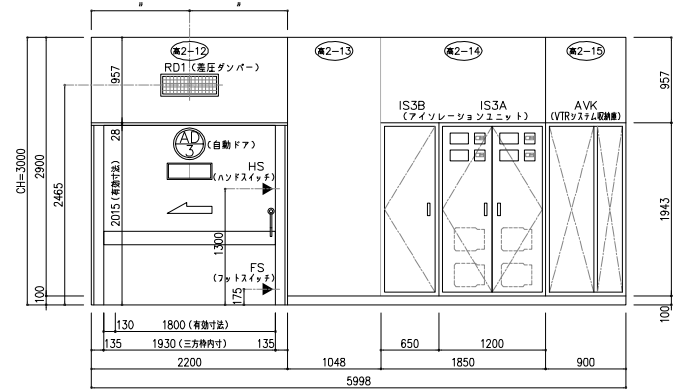 〃 〃
高2-12 高2-13 高2-14 高2-15
RD1(差圧ダンパー)
957
957
IS3B IS3A AVK
(アイソレーションユニット) (VTRシステム収納庫)
28
AD
3
(自動ドア)
HS
(ハンドスイッチ)
CH=3000
2900
2465
2015(有効寸法)
1300
1943
FS
(フットスイッチ)
175
100
100
130 1800(有効寸法)
135 1930(三方枠内寸) 135 650 1200
2200 1048 1850 900
5998